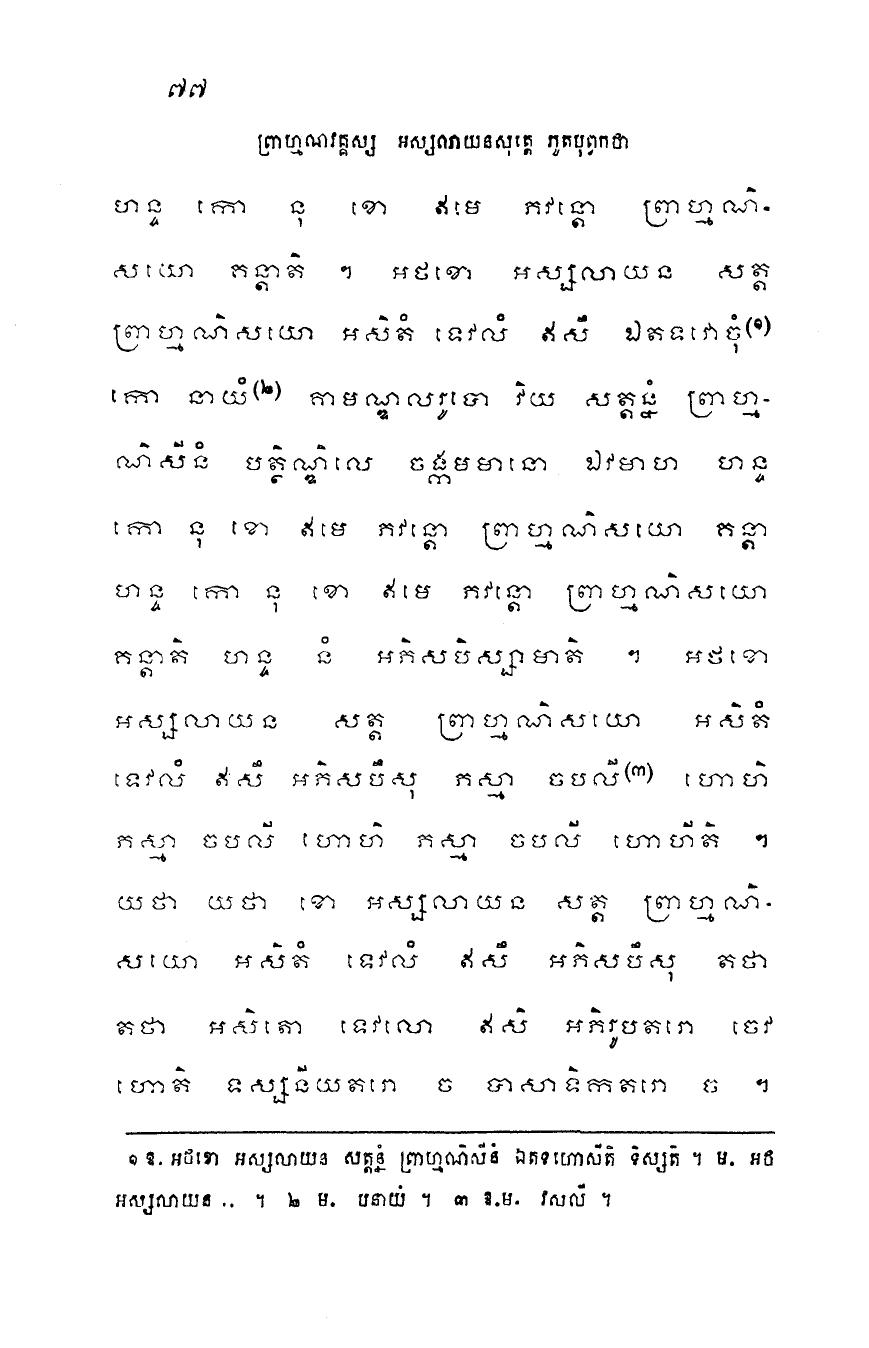 ៧៧
ព្រាហ្មណវគ្គស្ស អស្សលាយនសុត្តេ ភូតបុព្វកថា
ហន្ទ កោ នុ ខោ ឥមេ ភវន្តោ ព្រាហ្មណិ-
សយោ គន្តាតិ ។ អថខោ អស្សលាយន សត្ត
ព្រាហ្មណិសយោ អសិតំ ទេវលំ ឥសឹ ឯតទវោចុំ(១)
កោ នាយំ(២) គាមណ្ឌលរូបោ វិយ សត្តន្នំ ព្រាហ្ម-
ណិសីនំ បត្ថិណ្ឌិលេ ចង្កមមានោ ឯវមាហ ហន្ទ
កោ នុ ខោ ឥមេ ភវន្តោ ព្រាហ្មណិសយោ គន្តា
ហន្ទ កោ នុ ខោ ឥមេ ភវន្តោ ព្រាហ្មណិសយោ
គន្តាតិ ហន្ទ នំ អភិសបិស្សាមាតិ ។ អថខោ
អស្សលាយន សត្ត ព្រាហ្មណិសយោ អសិតំ
ទេវលំ ឥសឹ អភិសបឹសុ ភស្មា ចបលី(៣) ហោហិ
ភស្មា ចបលី ហោហិ ភស្មា ចបលី ហោហីតិ ។
យថា យថា ខោ អស្សលាយន សត្ត ព្រាហ្មណិ-
សយោ អសិតំ ទេវលំ ឥសឹ អភិសបឹសុ តថា
តថា អសិតោ ទេវលោ ឥសិ អភិរូបតរោ ចេវ
ហោតិ ទស្សនីយតរោ ច បាសាទិកតរោ ច ។
១ ឱ. អថខោ អស្សលាយន សត្តន្នំ ព្រាហ្មណិសីនំ ឯតទហោសីតិ ទិស្សតិ ។ ម. អថ
អស្សលាយន .. ។ ២ ម. បនាយំ ។ ៣ ឱ.ម. វសលី ។